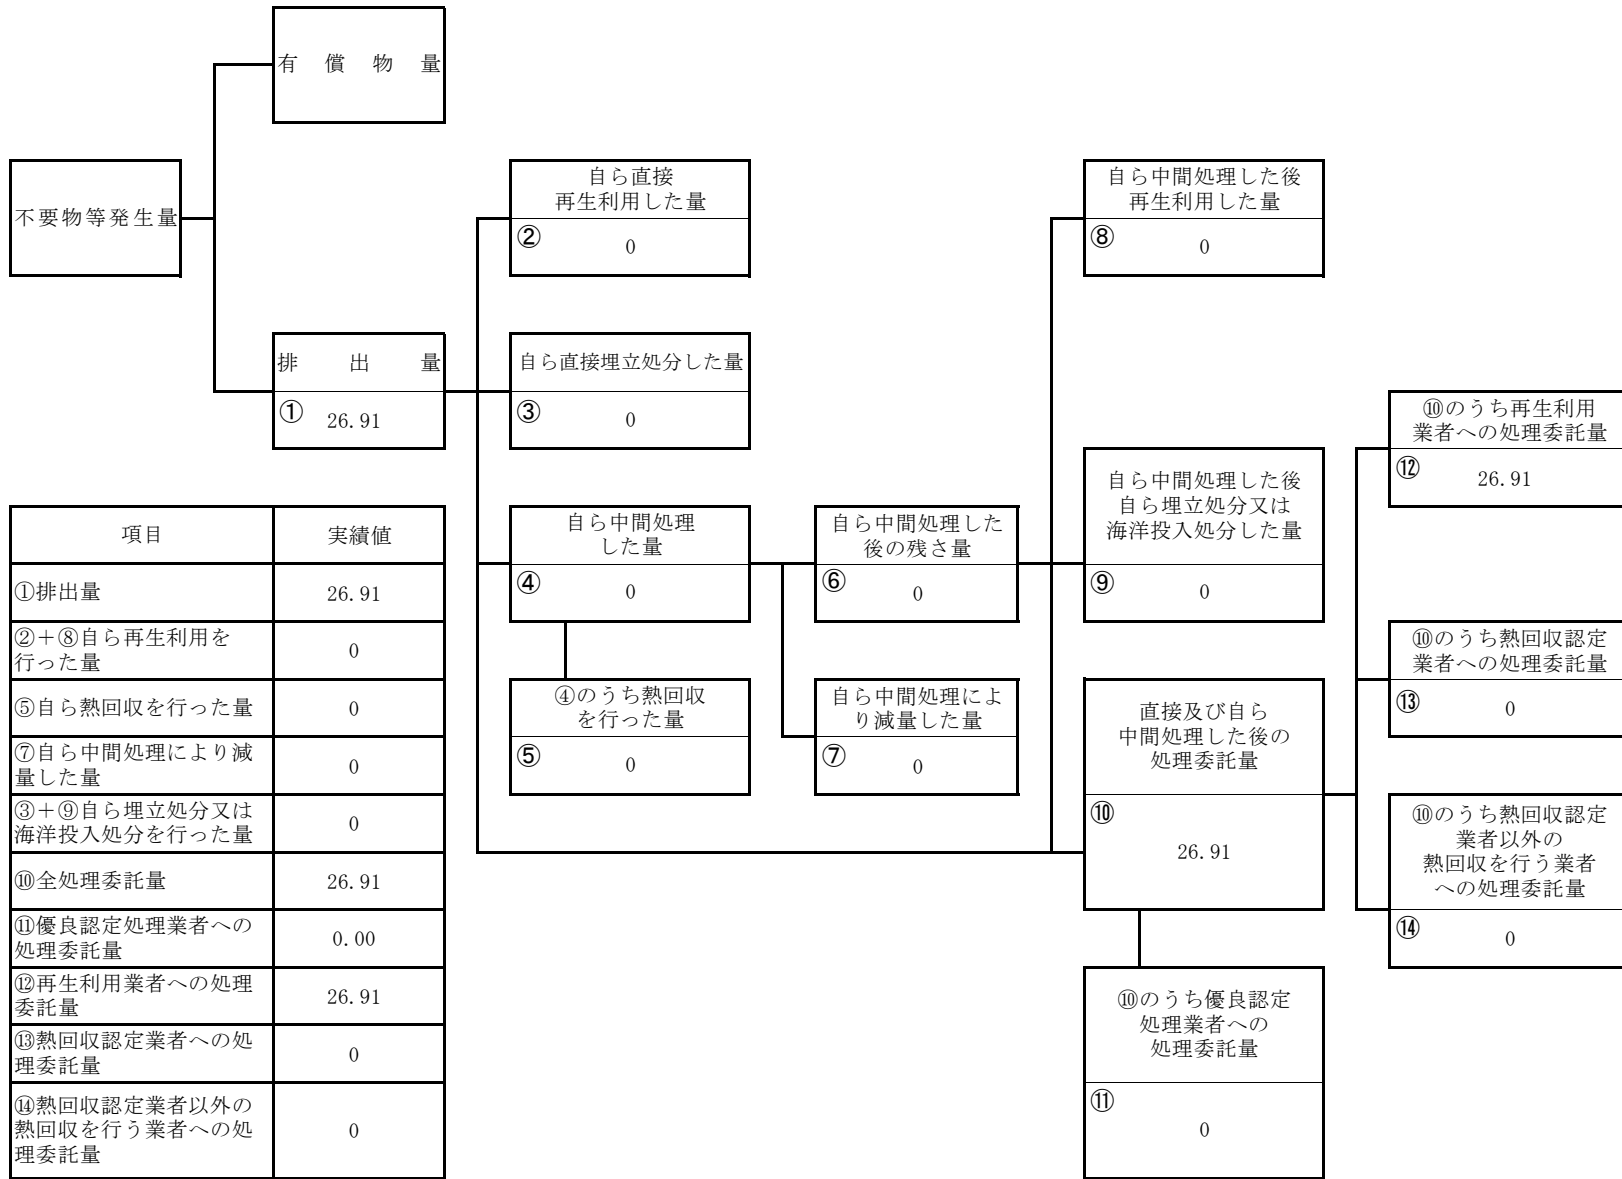 有償物量
不要物等発生量
排出量
① 26.91
自ら直接
再生利用した量
② 0
自ら直接埋立処分した量
③ 0
自ら中間処理
した量
④ 0
④のうち熱回収
を行った量
⑤ 0
自ら中間処理した
後の残さ量
⑥ 0
自ら中間処理によ
り減量した量
⑦ 0
自ら中間処理した後
再生利用した量
⑧ 0
自ら中間処理した後
自ら埋立処分又は
海洋投入処分した量
⑨ 0
直接及び自ら
中間処理した後の
処理委託量
⑩
26.91
⑩のうち優良認定
処理業者への
処理委託量
⑪
0
⑩のうち再生利用
業者への処理委託量
⑫ 26.91
⑩のうち熱回収認定
業者への処理委託量
⑬ 0
⑩のうち熱回収認定
業者以外の
熱回収を行う業者
への処理委託量
⑭ 0
項目 実績値
①排出量 26.91
②＋⑧自ら再生利用を
行った量 0
⑤自ら熱回収を行った量 0
⑦自ら中間処理により減
量した量 0
③＋⑨自ら埋立処分又は
海洋投入処分を行った量 0
⑩全処理委託量 26.91
⑪優良認定処理業者への
処理委託量 0.00
⑫再生利用業者への処理
委託量 26.91
⑬熱回収認定業者への処
理委託量 0
⑭熱回収認定業者以外の
熱回収を行う業者への処
理委託量 0